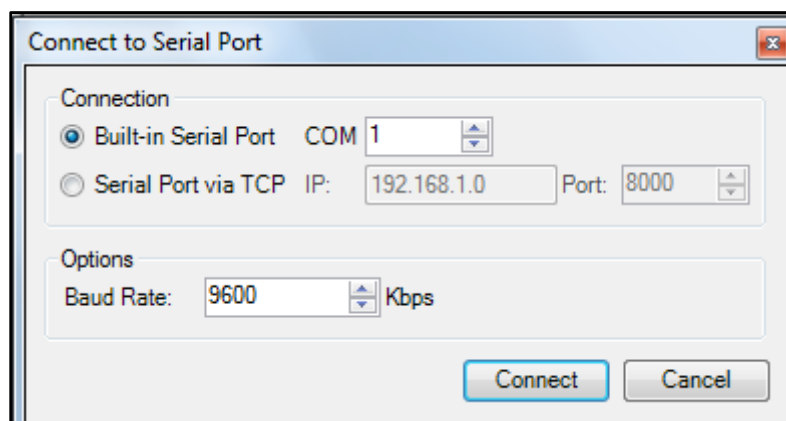 Connect to Serial Port
Connection
Built-in Serial Port COM 1
Serial Port via TCP IP: 192.168.1.0 Port: 8000
Options
Baud Rate: 9600 Kbps
Connect Cancel